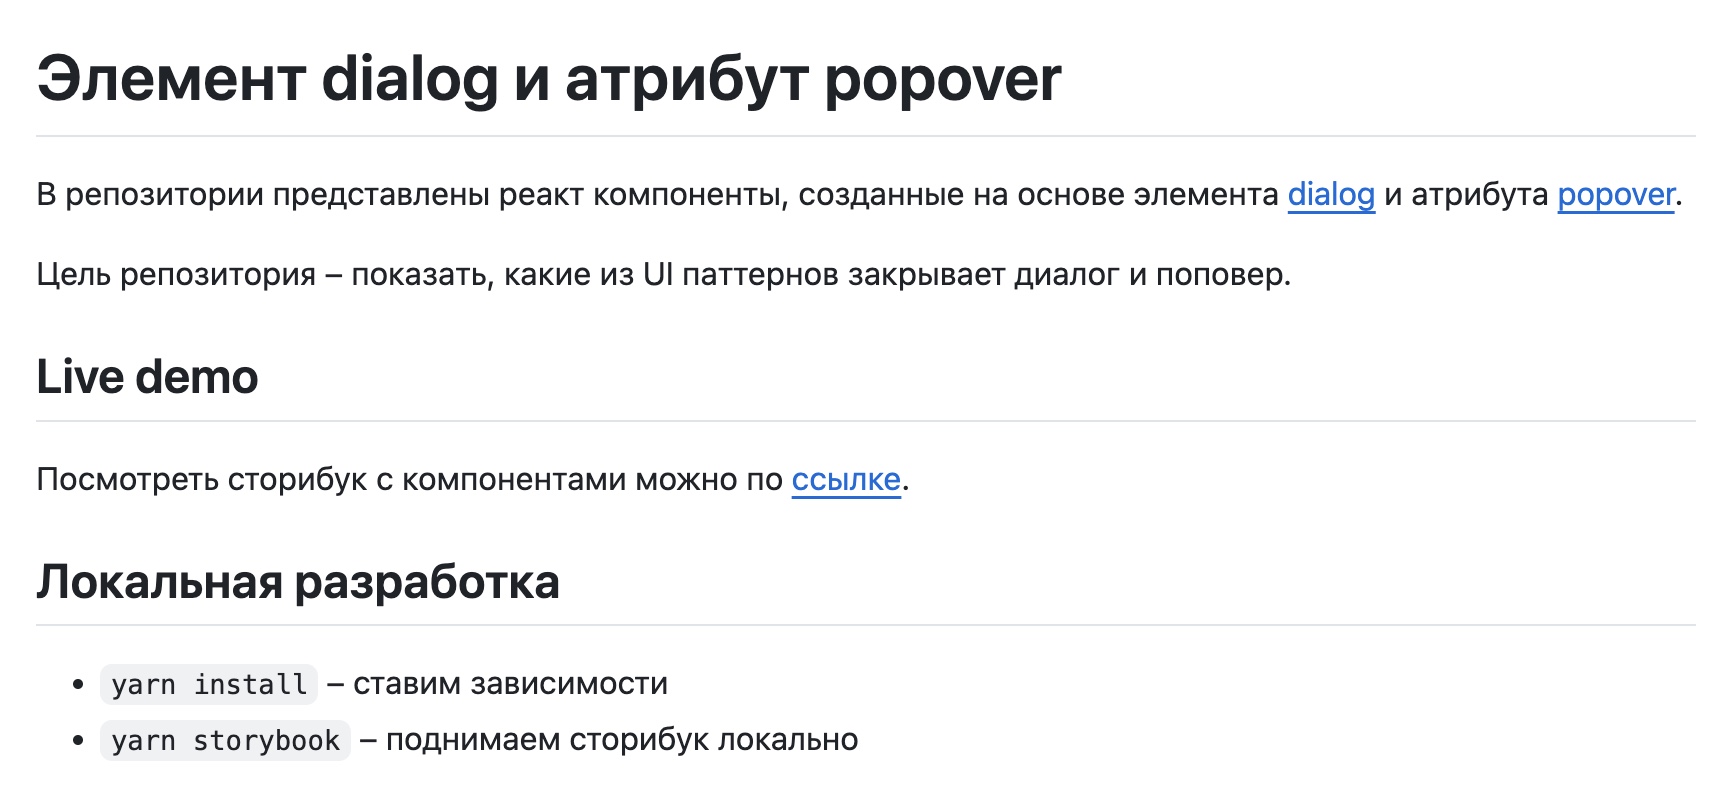 Элемент dialog и атрибут popover
В репозитории представлены реакт компоненты, созданные на основе элемента dialog и атрибута popover.
Цель репозитория – показать, какие из UI паттернов закрывает диалог и поповер.
Live demo
Посмотреть сторибук с компонентами можно по ссылке.
Локальная разработка
• yarn install – ставим зависимости
• yarn storybook – поднимаем сторибук локально